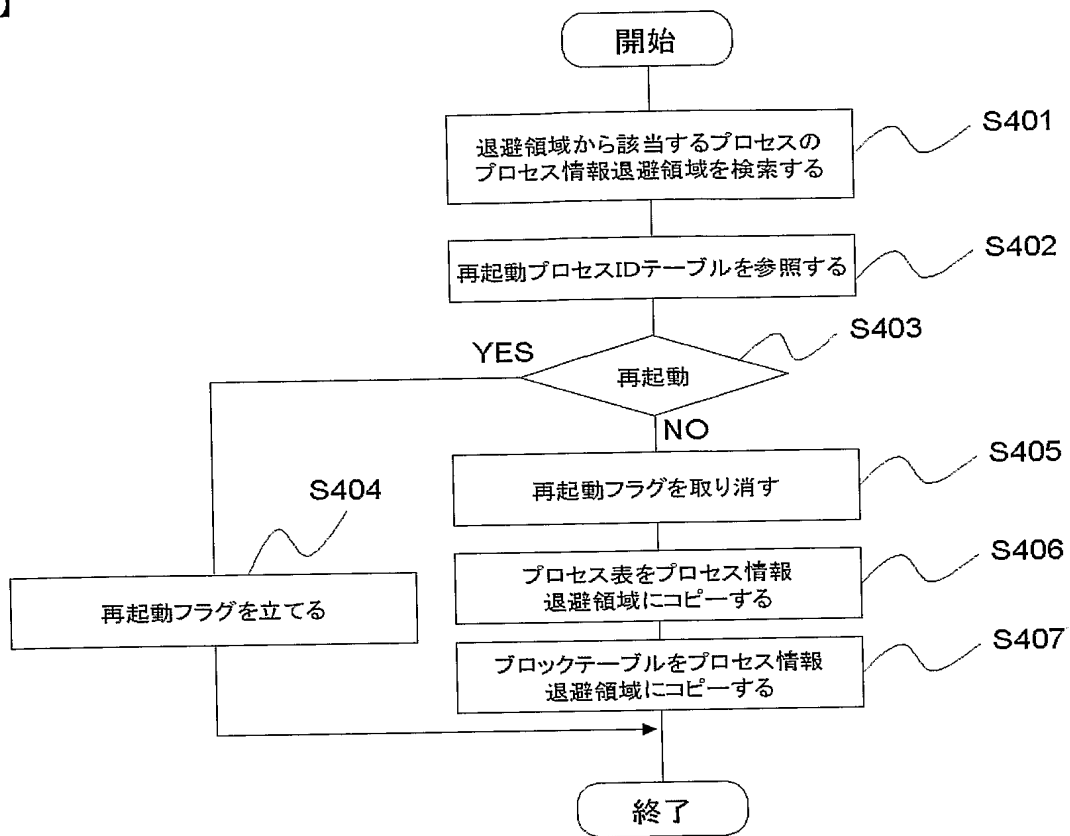 】
開始
退避領域から該当するプロセスの
プロセス情報退避領域を検索する
S401
再起動プロセスIDテーブルを参照する
S402
再起動
S403
YES
NO
再起動フラグを取り消す
S405
S404
再起動フラグを立てる
プロセス表をプロセス情報
退避領域にコピーする
S406
ブロックテーブルをプロセス情報
退避領域にコピーする
S407
終了